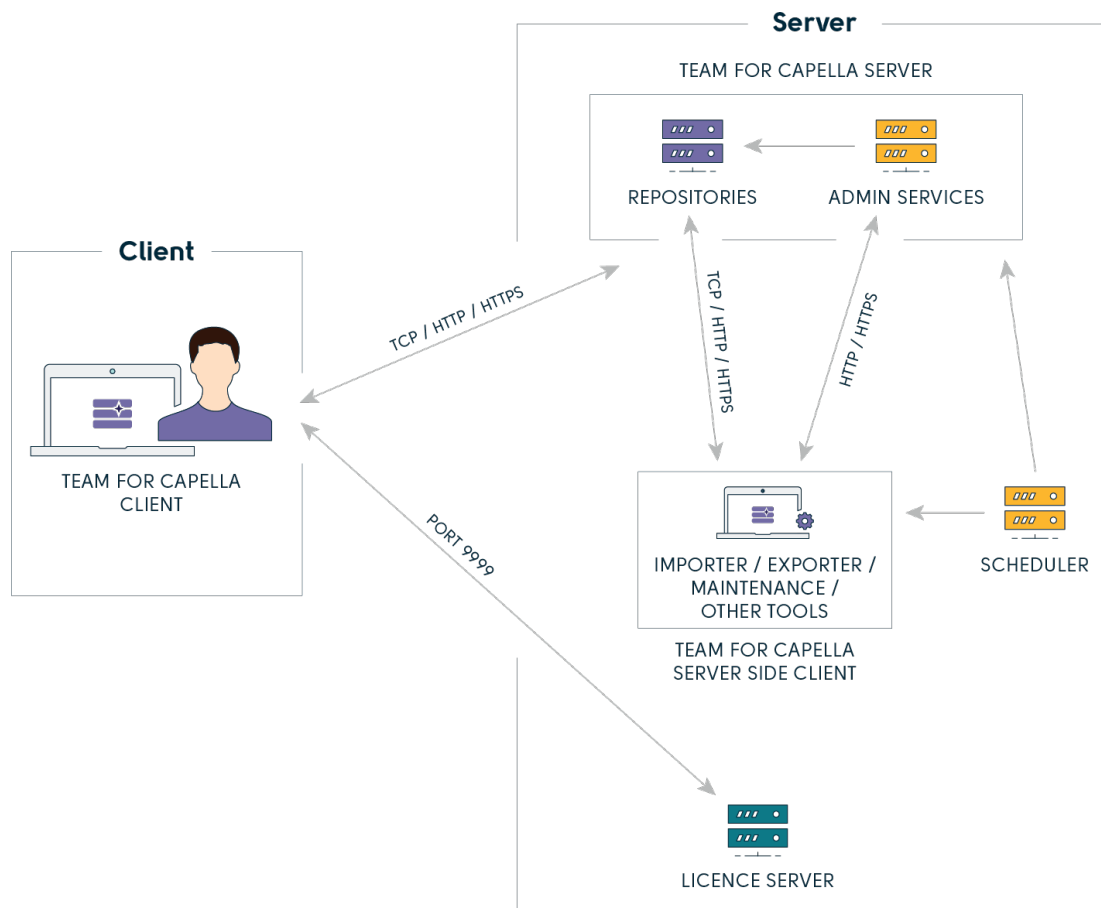 Server
TEAM FOR CAPELLA SERVER
REPOSITORIES
ADMIN SERVICES
Client
TCP / HTTP / HTTPS
TCP / HTTP / HTTPS
HTTP / HTTPS
TEAM FOR CAPELLA
CLIENT
PORT 9999
IMPORTER / EXPORTER /
MAINTENANCE /
OTHER TOOLS
SCHEDULER
TEAM FOR CAPELLA
SERVER SIDE CLIENT
LICENCE SERVER